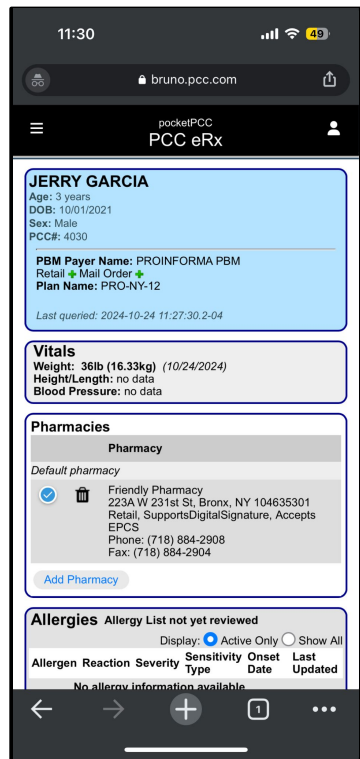 11:30
49
bruno.pcc.com
pocketPCC
PCC eRx
JERRY GARCIA
Age: 3 years
DOB: 10/01/2021
Sex: Male
PCC#: 4030
PBM Payer Name: PROINFORMA PBM
Retail + Mail Order +
Plan Name: PRO-NY-12
Last queried: 2024-10-24 11:27:30.2-04
Vitals
Weight: 36lb (16.33kg) (10/24/2024)
Height/Length: no data
Blood Pressure: no data
Pharmacies
Pharmacy
Default pharmacy
Friendly Pharmacy
223A W 231st St, Bronx, NY 104635301
Retail, SupportsDigitalSignature, Accepts
EPCS
Phone: (718) 884-2908
Fax: (718) 884-2904
Add Pharmacy
Allergies Allergy List not yet reviewed
Display: Active Only Show All
Allergen Reaction Severity Sensitivity Type Onset Date Last Updated
No allergy information available
1